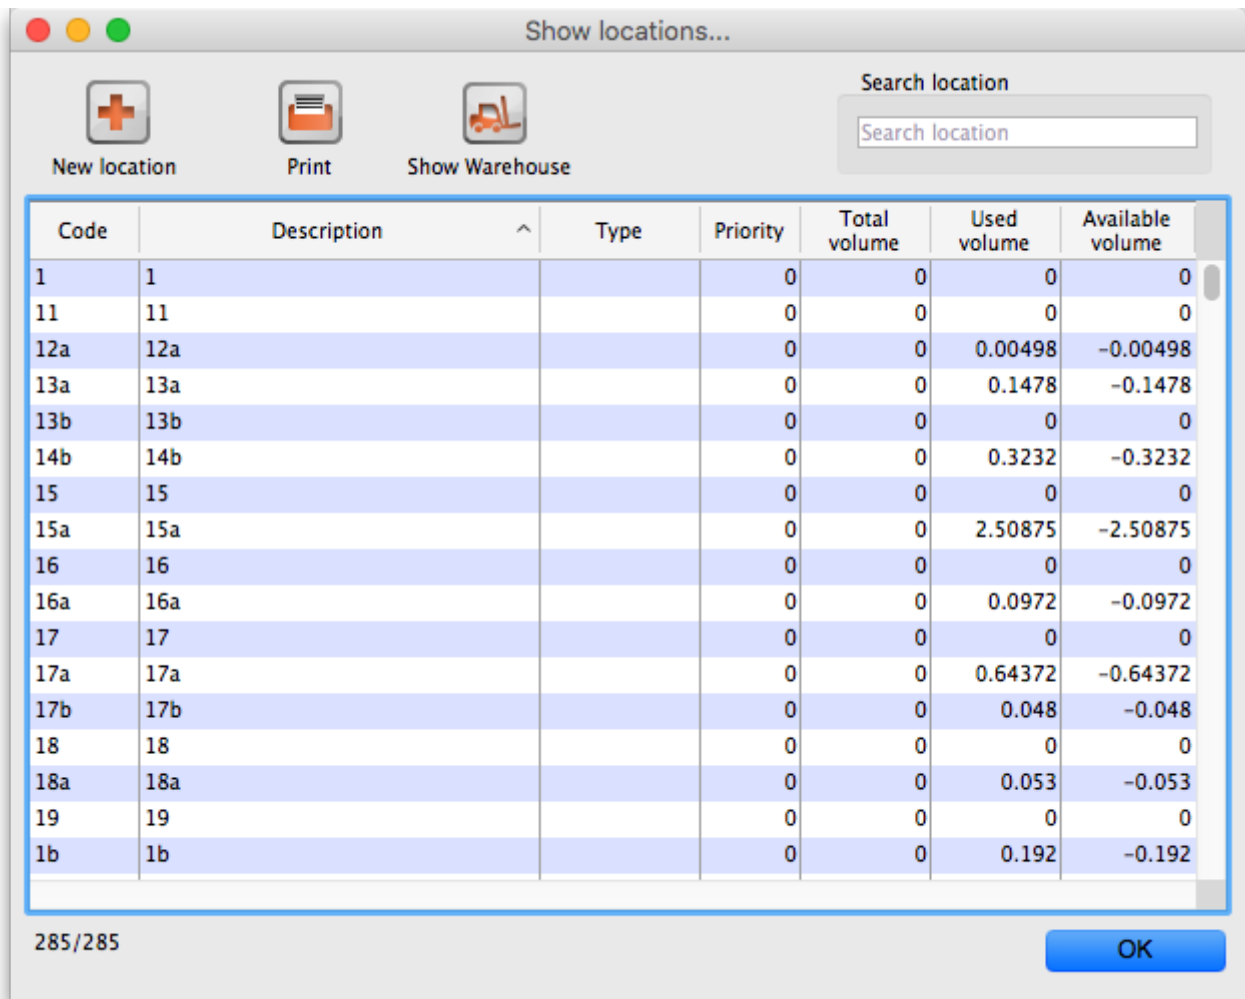 Show locations...
New location Print Show Warehouse
Search location
Search location
Code Description Type Priority Total volume Used volume Available volume
1 1 0 0 0 0
11 11 0 0 0 0
12a 12a 0 0 0.00498 -0.00498
13a 13a 0 0 0.1478 -0.1478
13b 13b 0 0 0 0
14b 14b 0 0 0.3232 -0.3232
15 15 0 0 0 0
15a 15a 0 0 2.50875 -2.50875
16 16 0 0 0 0
16a 16a 0 0 0.0972 -0.0972
17 17 0 0 0 0
17a 17a 0 0 0.64372 -0.64372
17b 17b 0 0 0.048 -0.048
18 18 0 0 0 0
18a 18a 0 0 0.053 -0.053
19 19 0 0 0 0
1b 1b 0 0 0.192 -0.192
285/285
OK